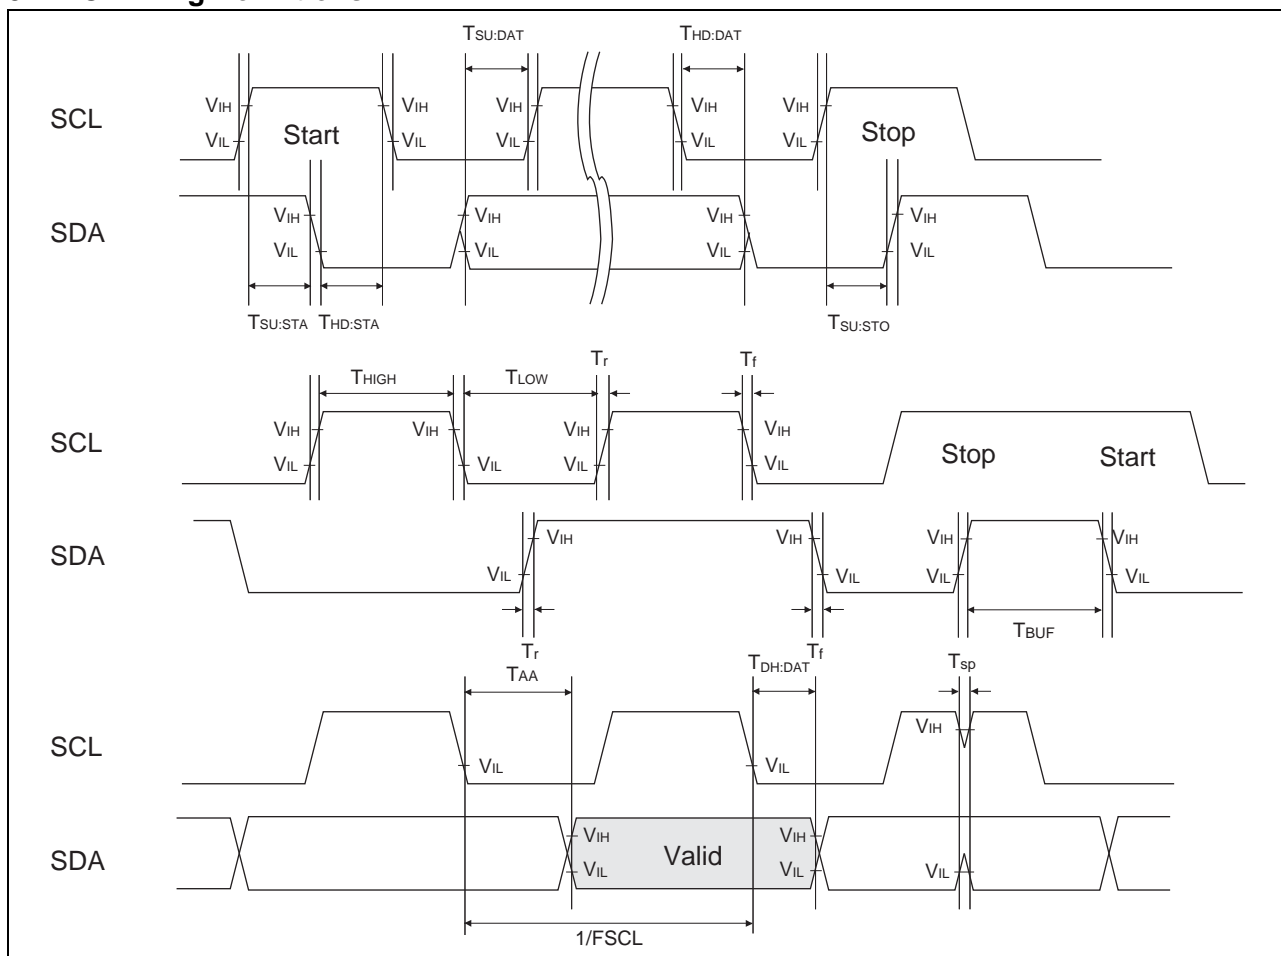 TSU:DAT THD:DAT
SCL VIH VIH VIH VIH VIH
VIL Start VIL VIL VIL VIL Stop
SDA VIH VIH VIH VIH
VIL VIL VIL VIL
TSU:STA THD:STA TSU:STO
Tr Tf
THIGH TLOW
SCL VIH VIH VIH VIH
VIL VIL VIL VIL Stop Start
SDA VIH VIH VIH VIH
VIL VIL VIL VIL
TBUF
Tr Tf
TAA TDH:DAT Tsp
SCL VIH
VIL VIL
SDA VIH Valid VIH
VIL VIL VIL
1/FSCL